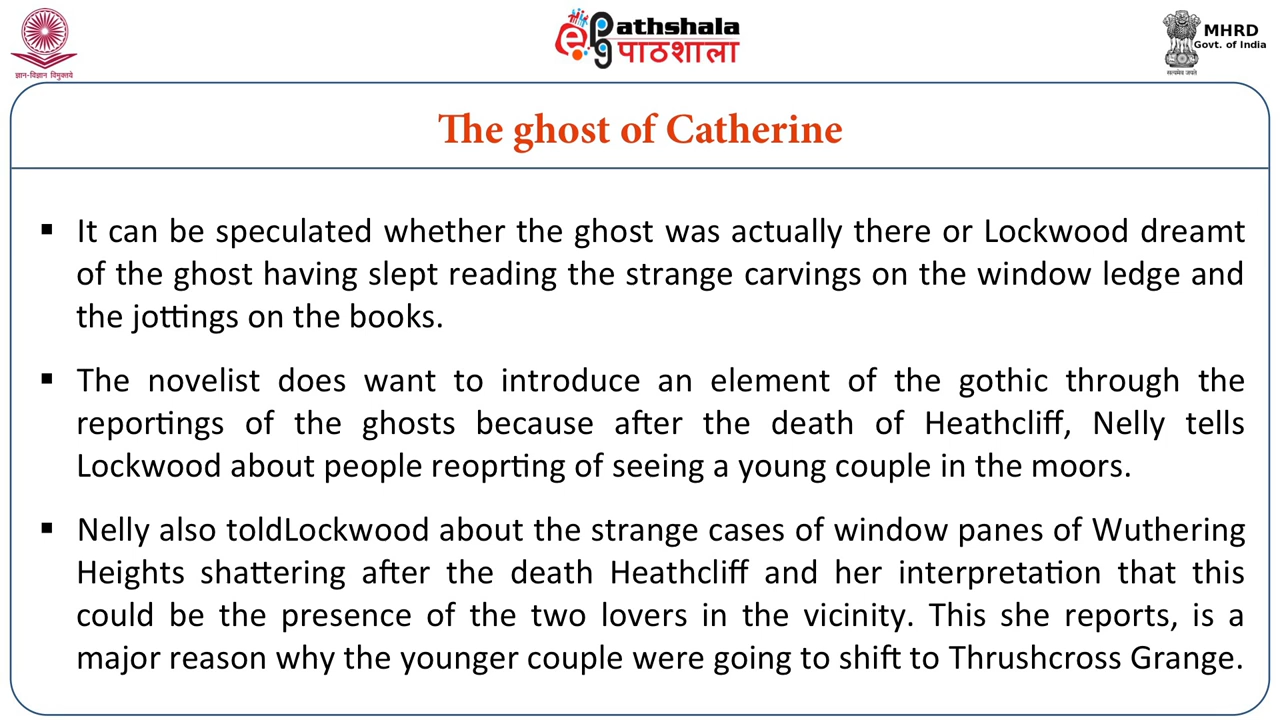 ज्ञान-विज्ञान विमुक्तये
ePathshala
पाठशाला
MHRD
Govt. of India
सत्यमेव जयते
The ghost of Catherine
▪ It can be speculated whether the ghost was actually there or Lockwood dreamt
of the ghost having slept reading the strange carvings on the window ledge and
the jottings on the books.
▪ The novelist does want to introduce an element of the gothic through the
reportings of the ghosts because after the death of Heathcliff, Nelly tells
Lockwood about people reoprting of seeing a young couple in the moors.
▪ Nelly also toldLockwood about the strange cases of window panes of Wuthering
Heights shattering after the death Heathcliff and her interpretation that this
could be the presence of the two lovers in the vicinity. This she reports, is a
major reason why the younger couple were going to shift to Thrushcross Grange.